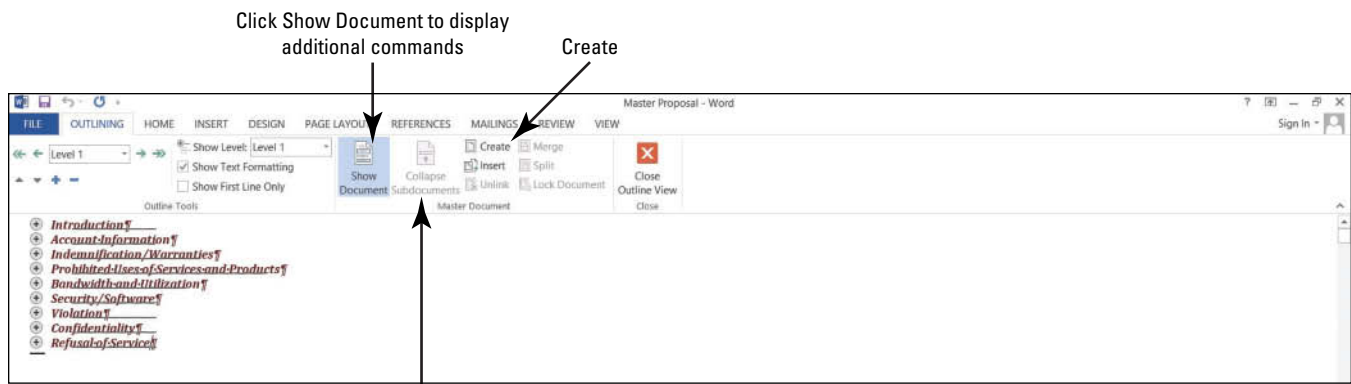 Click Show Document to display
additional commands
Create
Master Proposal - Word
FILE OUTLINING HOME INSERT DESIGN PAGE LAYOUT REFERENCES MAILINGS REVIEW VIEW
Sign In
Level 1
Show Level: Level 1
Show Text Formatting
Show First Line Only
Outline Tools
Show
Document
Collapse
Subdocuments
Create
Merge
Insert
Split
Unlink
Lock Document
Master Document
Close
Outline View
Close
Introduction¶
Account·Information¶
Indemnification/Warranties¶
Prohibited·Uses·of·Services·and·Products¶
Bandwidth·and·Utilization¶
Security/Software¶
Violation¶
Confidentiality¶
Refusal·of·Service¶